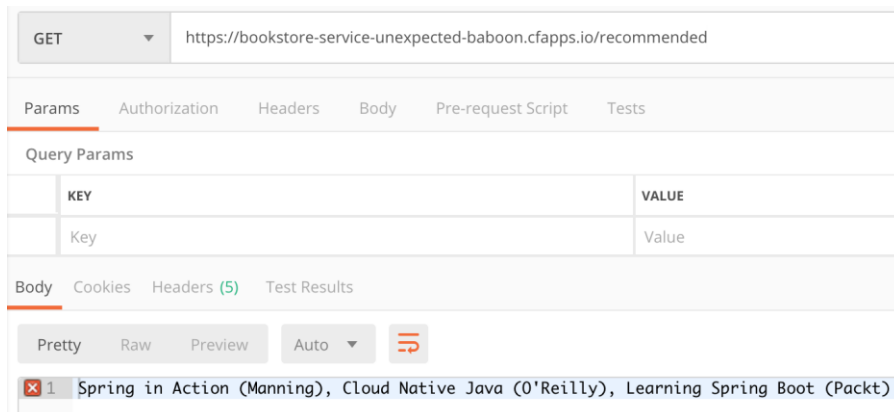 GET https://bookstore-service-unexpected-baboon.cfapps.io/recommended
Params Authorization Headers Body Pre-request Script Tests
Query Params
KEY VALUE
Key Value
Body Cookies Headers (5) Test Results
Pretty Raw Preview Auto
1 Spring in Action (Manning), Cloud Native Java (O'Reilly), Learning Spring Boot (Packt)